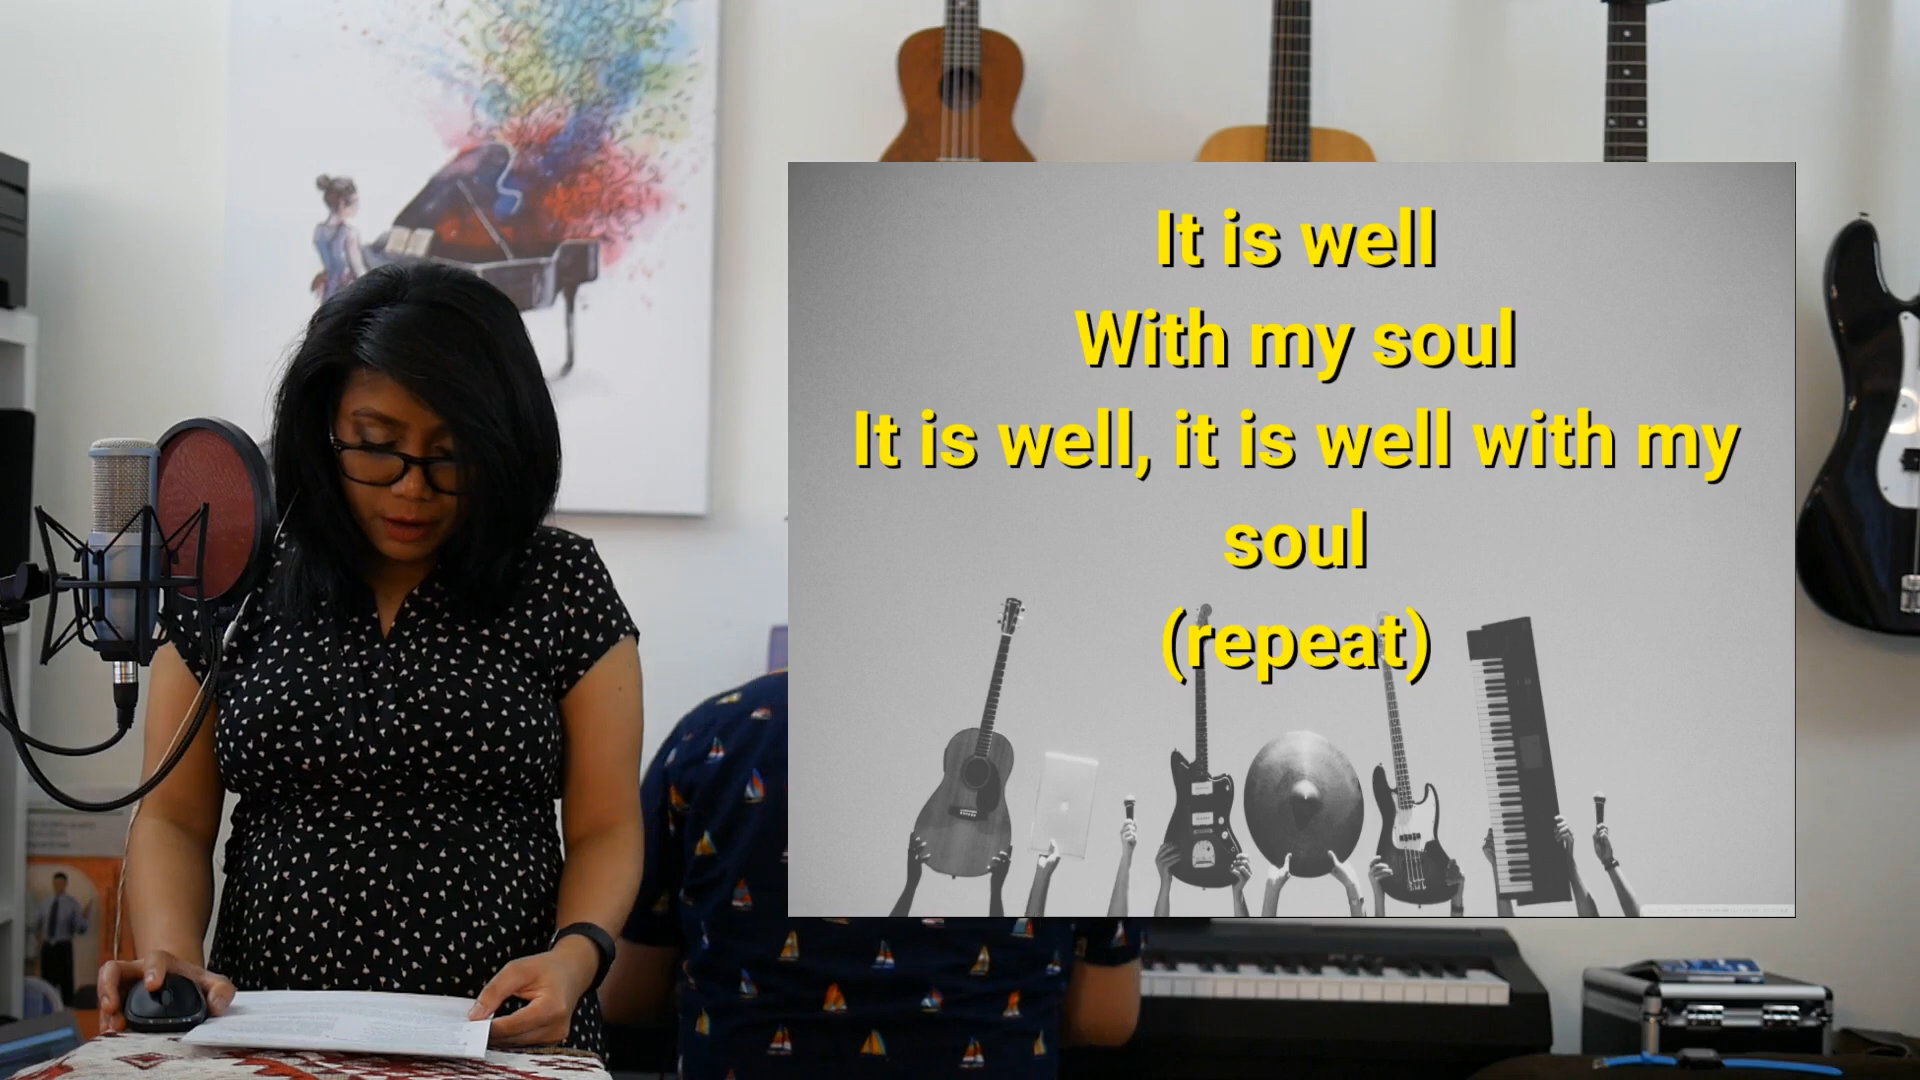 It is well
With my soul
It is well, it is well with my
soul
(repeat)